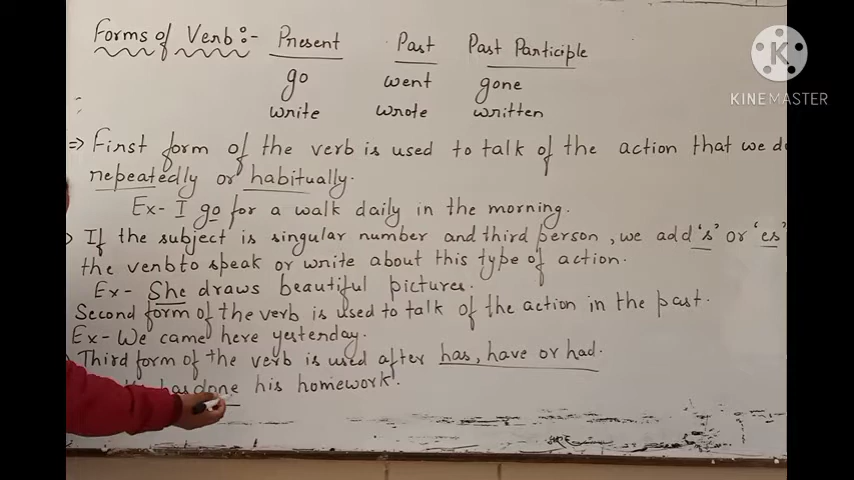 Forms of Verb :- Present Past Past Participle
go went gone
write wrote written
⇒ First form of the verb is used to talk of the action that we do
repeatedly or habitually.
Ex- I go for a walk daily in the morning.
If the subject is singular number and third person, we add 's' or 'es'
the verb to speak or write about this type of action.
Ex - She draws beautiful pictures.
Second form of the verb is used to talk of the action in the past.
Ex- We came here yesterday.
Third form of the verb is used after has, have or had.
has done his homework.
K
KINEMASTER